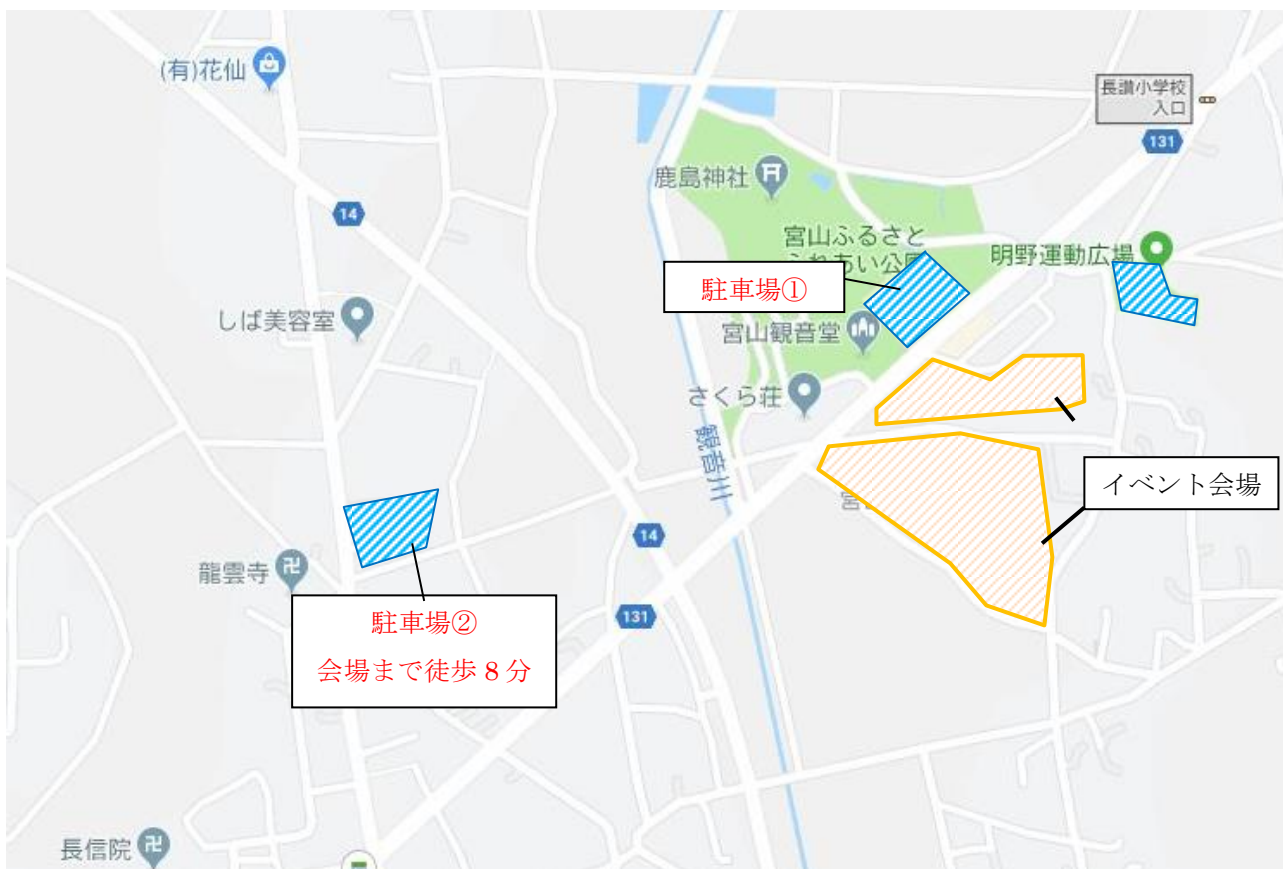 (有)花仙
長讃小学校
入口
131
鹿島神社
14
宮山ふるさと
ふれあい公園
明野運動広場
駐車場①
しば美容室
宮山観音堂
さくら荘
観音川
イベント会場
宮
14
龍雲寺
131
駐車場②
会場まで徒歩8分
長信院